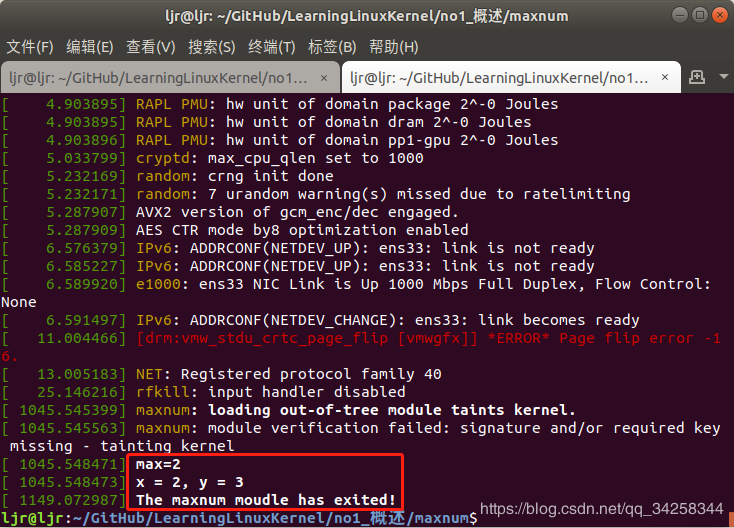 ljr@ljr: ~/GitHub/LearningLinuxKernel/no1_概述/maxnum
文件(F) 编辑(E) 查看(V) 搜索(S) 终端(T) 标签(B) 帮助(H)
ljr@ljr: ~/GitHub/LearningLinuxKernel/no1... × ljr@ljr: ~/GitHub/LearningLinuxKernel/no1... ×
[    4.903895] RAPL PMU: hw unit of domain package 2^-0 Joules
[    4.903895] RAPL PMU: hw unit of domain dram 2^-0 Joules
[    4.903896] RAPL PMU: hw unit of domain pp1-gpu 2^-0 Joules
[    5.033799] cryptd: max_cpu_qlen set to 1000
[    5.232169] random: crng init done
[    5.232171] random: 7 urandom warning(s) missed due to ratelimiting
[    5.287907] AVX2 version of gcm_enc/dec engaged.
[    5.287909] AES CTR mode by8 optimization enabled
[    6.576379] IPv6: ADDRCONF(NETDEV_UP): ens33: link is not ready
[    6.585227] IPv6: ADDRCONF(NETDEV_UP): ens33: link is not ready
[    6.589920] e1000: ens33 NIC Link is Up 1000 Mbps Full Duplex, Flow Control:
None
[    6.591497] IPv6: ADDRCONF(NETDEV_CHANGE): ens33: link becomes ready
[   11.004466] [drm:vmw_stdu_crtc_page_flip [vmwgfx]] *ERROR* Page flip error -1
6.
[   13.005183] NET: Registered protocol family 40
[   25.146216] rfkill: input handler disabled
[ 1045.545399] maxnum: loading out-of-tree module taints kernel.
[ 1045.545563] maxnum: module verification failed: signature and/or required key
 missing - tainting kernel
[ 1045.548471] max=2
[ 1045.548473] x = 2, y = 3
[ 1149.072987] The maxnum moudle has exited!
ljr@ljr:~/GitHub/LearningLinuxKernel/no1_概述/maxnum$
https://blog.csdn.net/qq_34258344